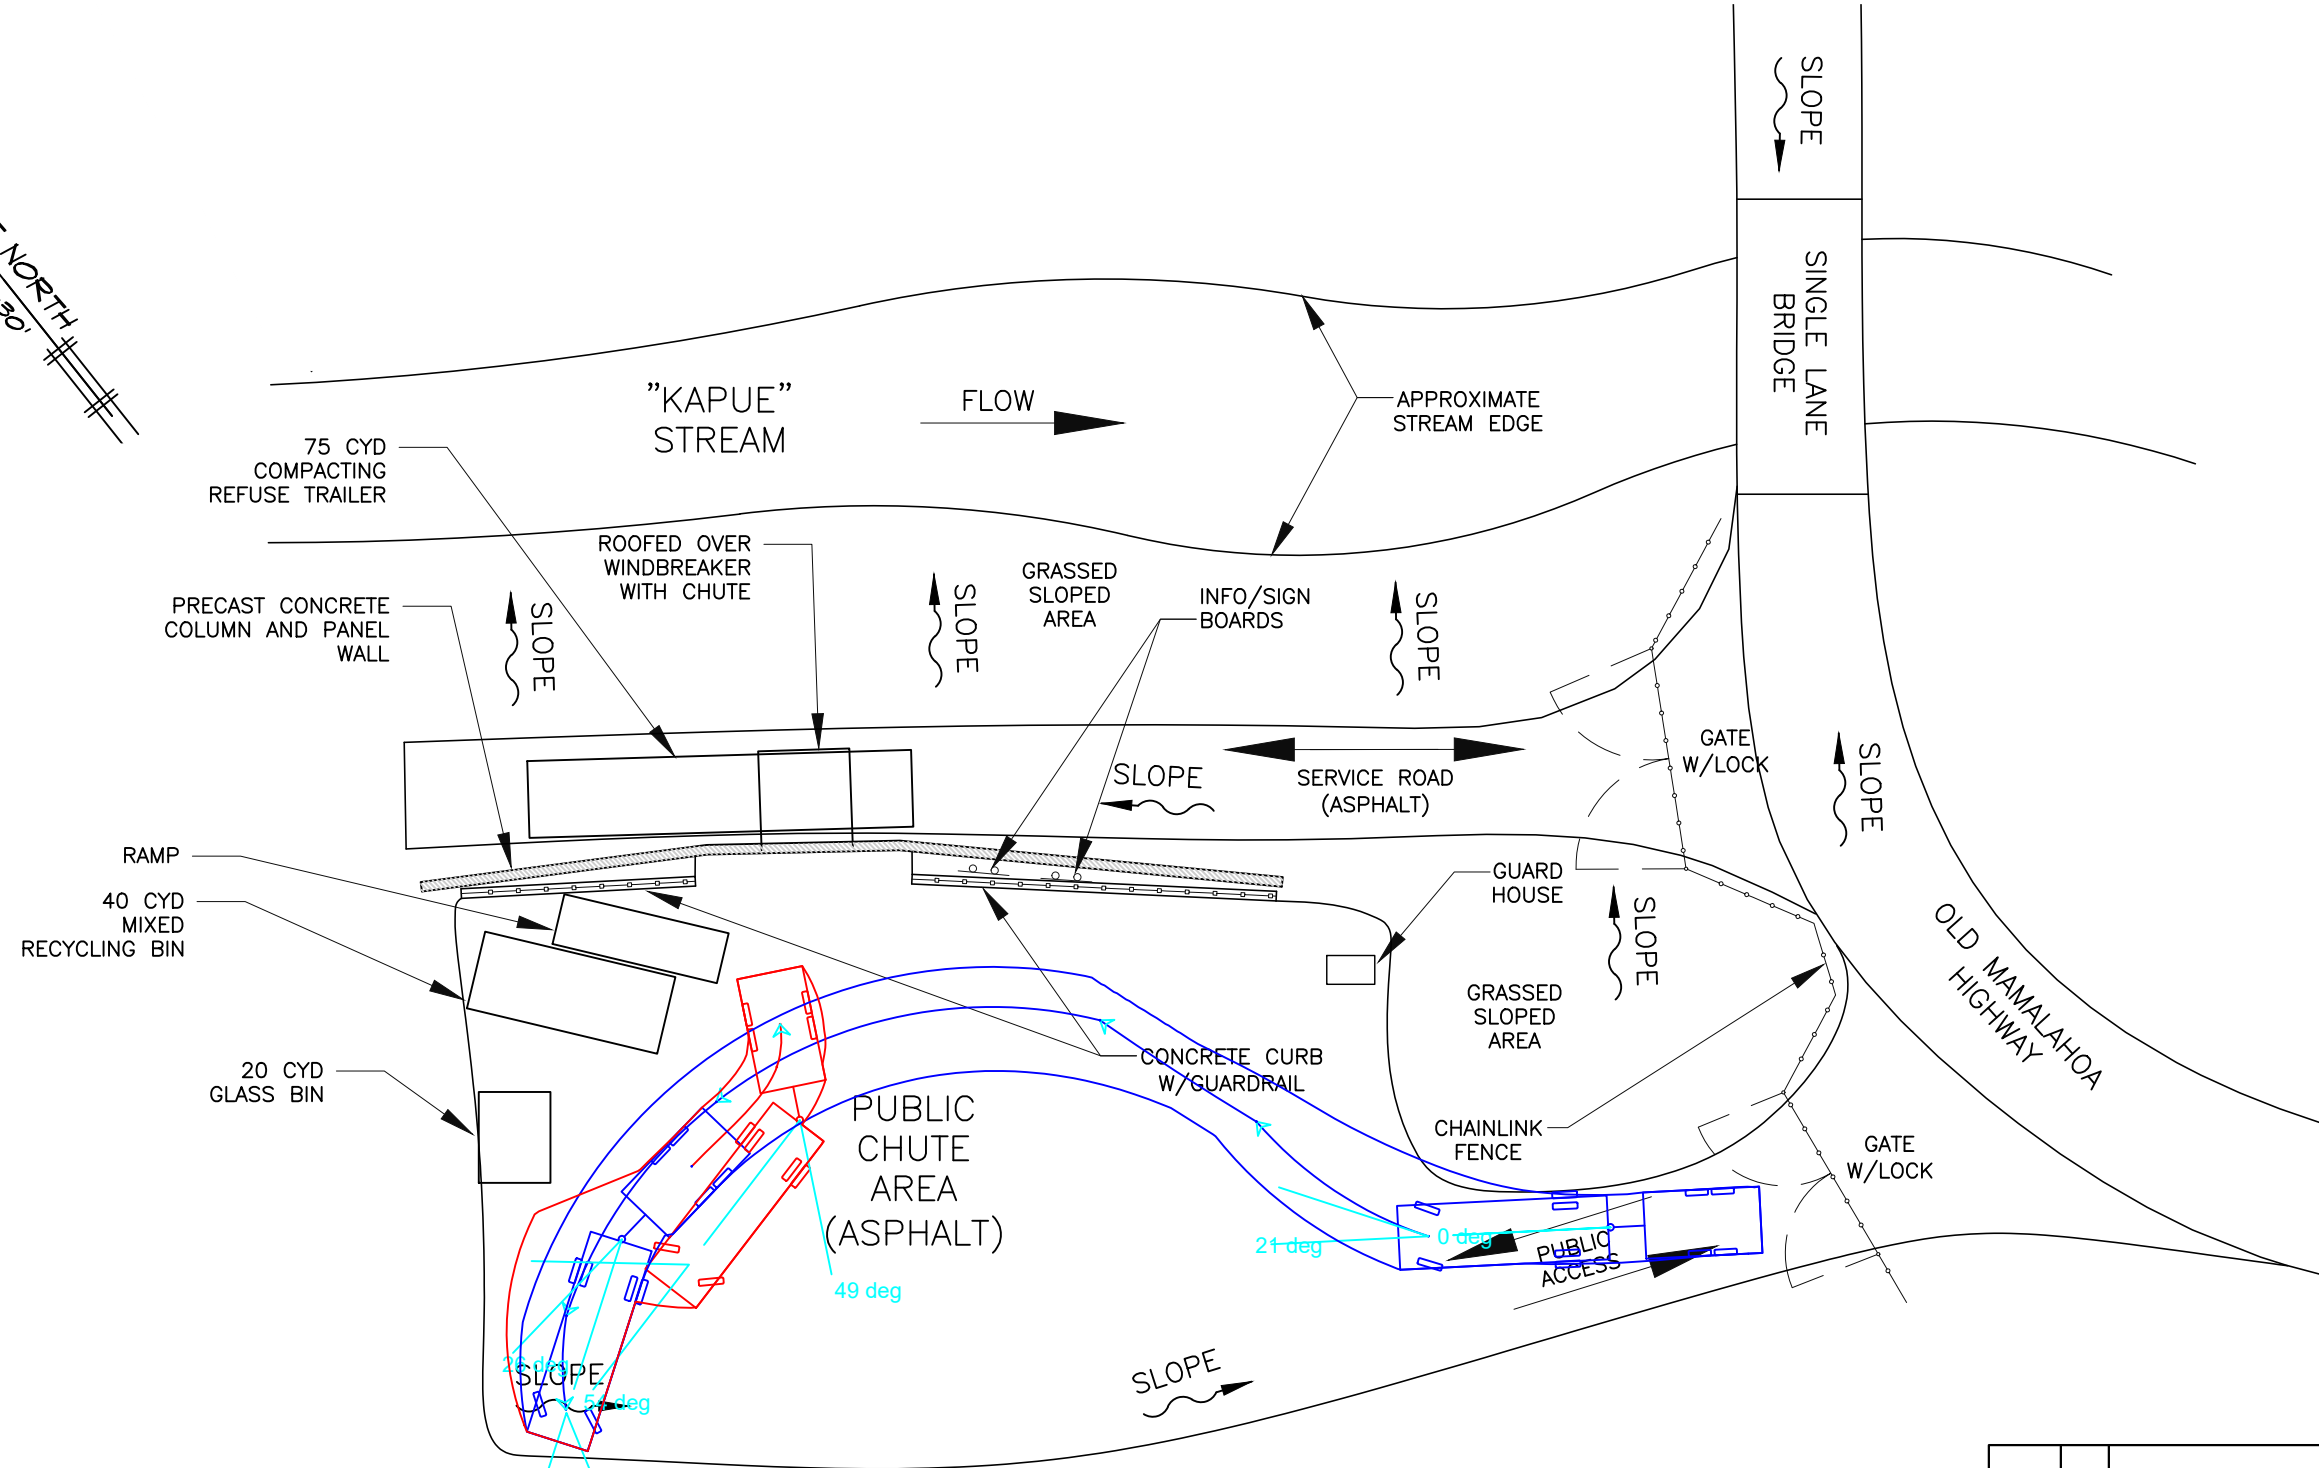 SLOPE
NORTH
30'
SINGLE LANE
BRIDGE
"KAPUE"
STREAM
FLOW
APPROXIMATE
STREAM EDGE
75 CYD
COMPACTING
REFUSE TRAILER
ROOFED OVER
WINDBREAKER
WITH CHUTE
GRASSED
SLOPED
AREA
INFO/SIGN
BOARDS
PRECAST CONCRETE
COLUMN AND PANEL
WALL
SLOPE
SLOPE
SLOPE
GATE
W/LOCK
SLOPE
SLOPE
SERVICE ROAD
(ASPHALT)
RAMP
40 CYD
MIXED
RECYCLING BIN
GUARD
HOUSE
SLOPE
OLD MAMALAHOA
HIGHWAY
GRASSED
SLOPED
AREA
20 CYD
GLASS BIN
CONCRETE CURB
W/GUARDRAIL
PUBLIC
CHUTE
AREA
(ASPHALT)
CHAINLINK
FENCE
GATE
W/LOCK
21 deg
0 deg
PUBLIC
ACCESS
49 deg
26 deg
SLOPE
54 deg
SLOPE